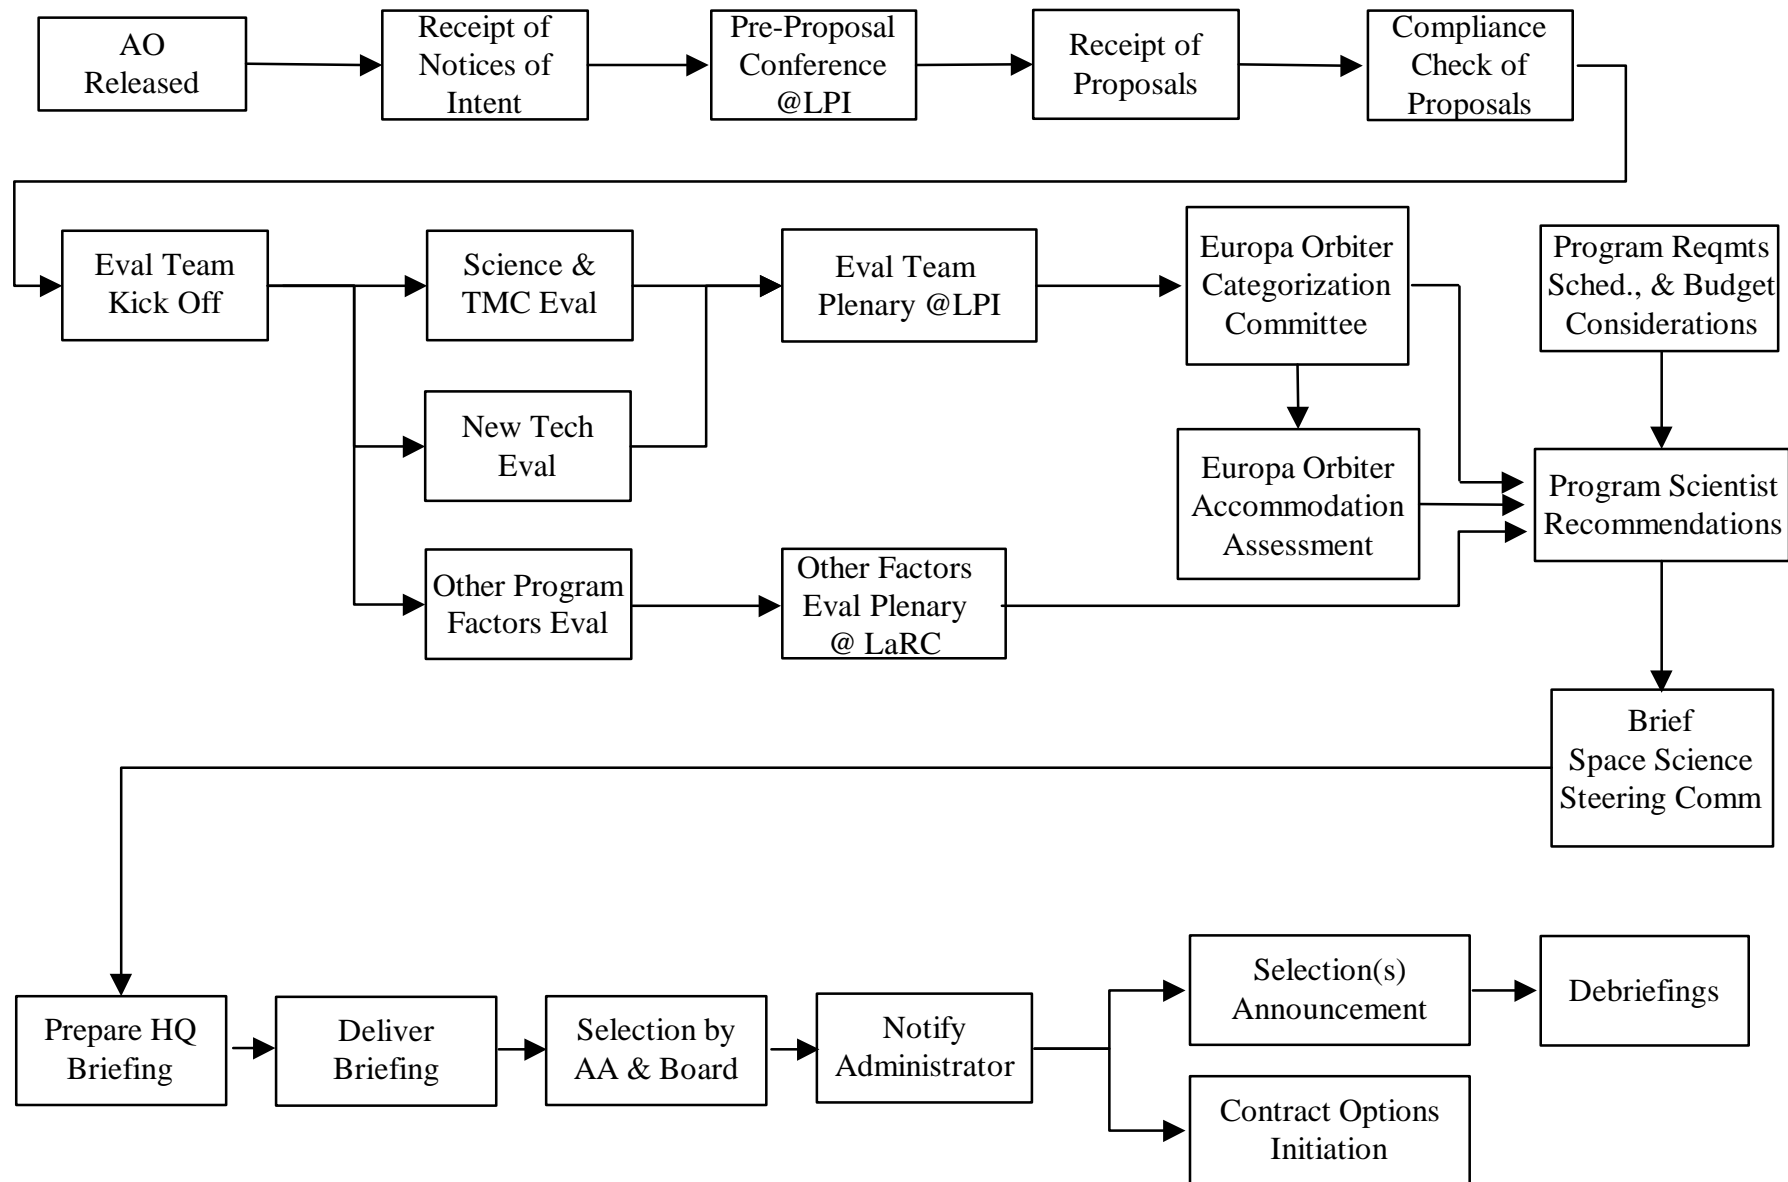 AO
Released
Receipt of
Notices of
Intent
Pre-Proposal
Conference
@LPI
Receipt of
Proposals
Compliance
Check of
Proposals
Eval Team
Kick Off
Science &
TMC Eval
Eval Team
Plenary @LPI
Europa Orbiter
Categorization
Committee
Program Reqmts
Sched., & Budget
Considerations
New Tech
Eval
Europa Orbiter
Accommodation
Assessment
Program Scientist
Recommendations
Other Program
Factors Eval
Other Factors
Eval Plenary
@ LaRC
Brief
Space Science
Steering Comm
Prepare HQ
Briefing
Deliver
Briefing
Selection by
AA & Board
Notify
Administrator
Selection(s)
Announcement
Debriefings
Contract Options
Initiation